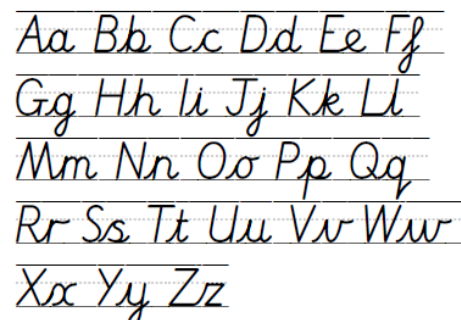 Aa Bb Cc Dd Ee Ff
Gg Hh Ii Jj Kk Ll
Mm Nn Oo Pp Qq
Rr Ss Tt Uu Vv Ww
Xx Yy Zz